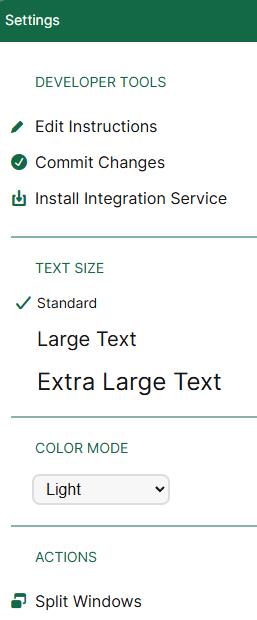 Settings
DEVELOPER TOOLS
Edit Instructions
Commit Changes
Install Integration Service
TEXT SIZE
Standard
Large Text
Extra Large Text
COLOR MODE
Light
ACTIONS
Split Windows